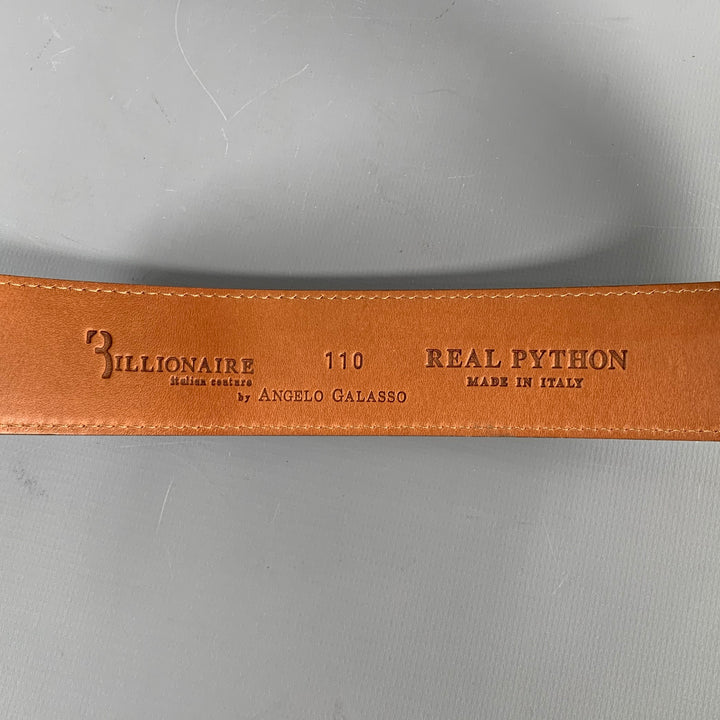 BILLIONAIRE
italian couture
by ANGELO GALASSO
110
REAL PYTHON
MADE IN ITALY